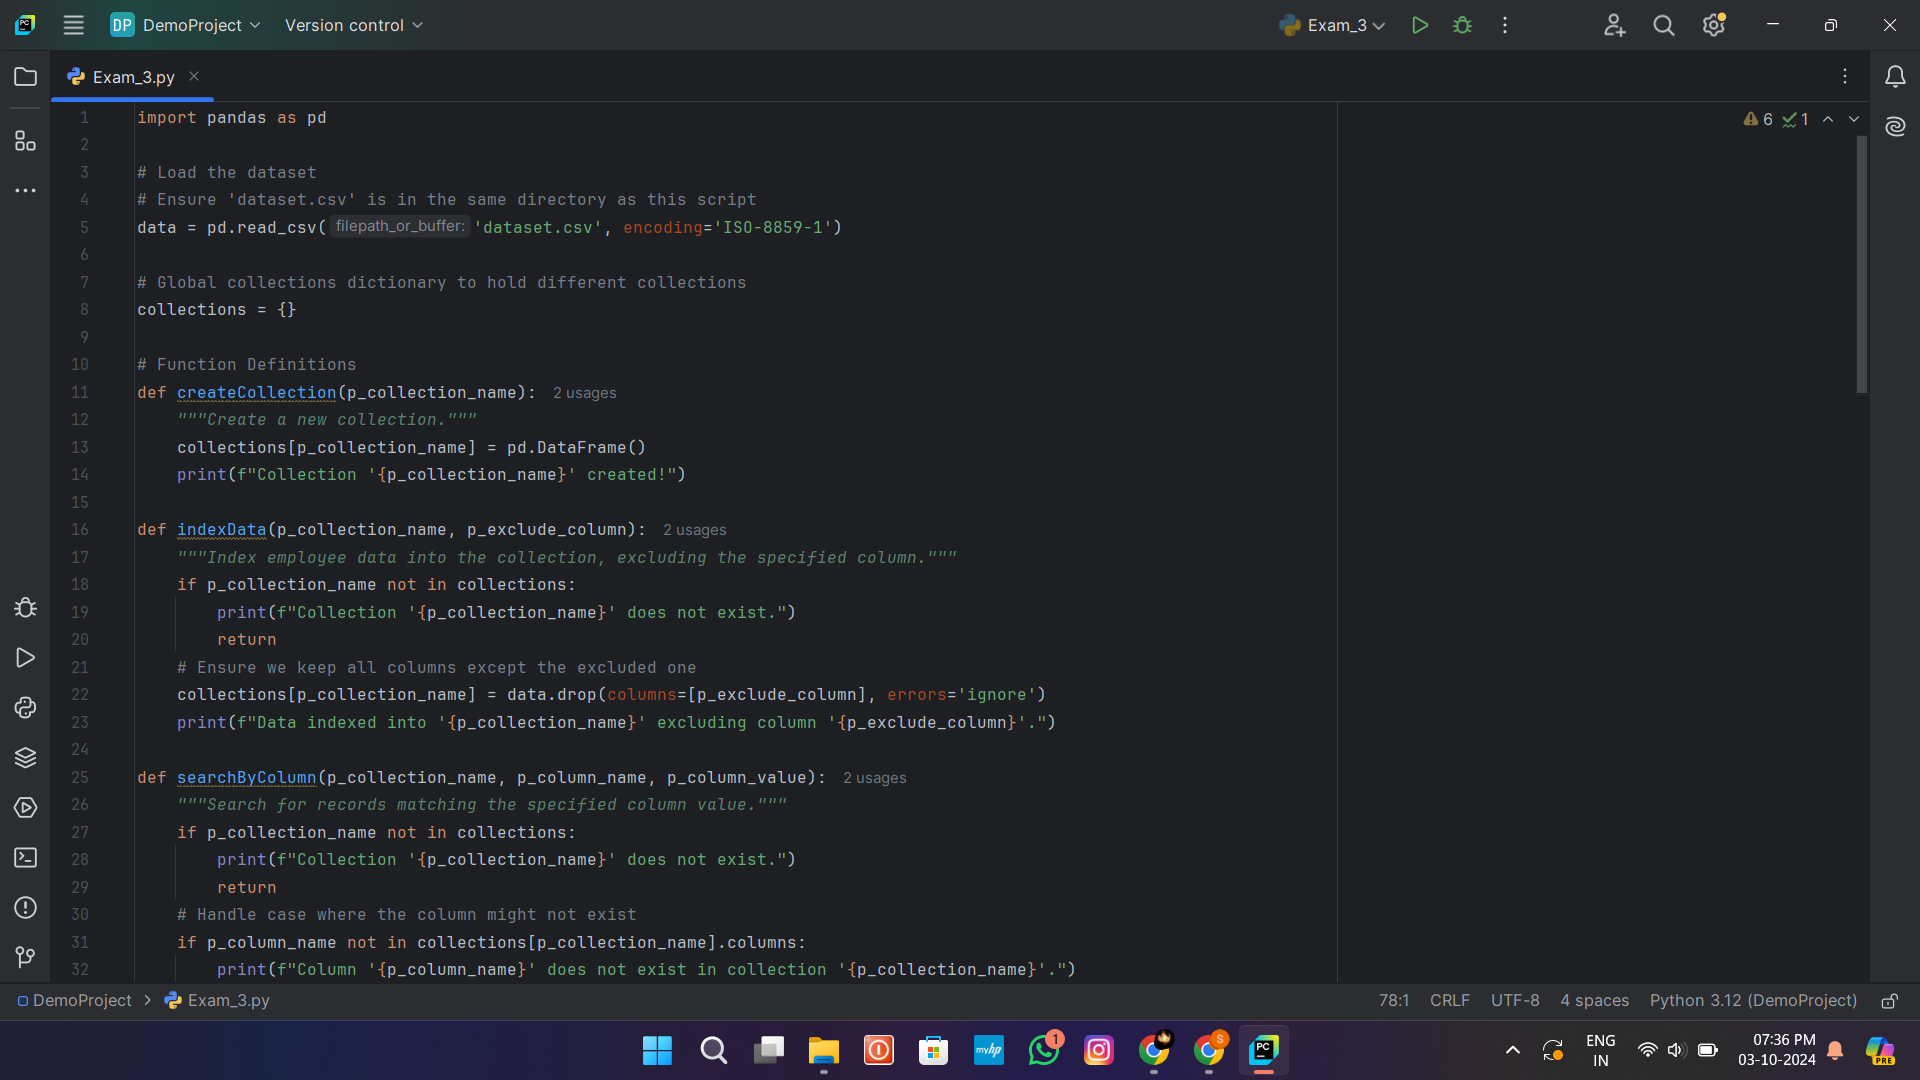 DP DemoProject Version control Exam_3
Exam_3.py
6 1
1 import pandas as pd
2
3 # Load the dataset
4 # Ensure 'dataset.csv' is in the same directory as this script
5 data = pd.read_csv( filepath_or_buffer: 'dataset.csv', encoding='ISO-8859-1')
6
7 # Global collections dictionary to hold different collections
8 collections = {}
9
10 # Function Definitions
11 def createCollection(p_collection_name): 2 usages
12 """Create a new collection."""
13 collections[p_collection_name] = pd.DataFrame()
14 print(f"Collection '{p_collection_name}' created!")
15
16 def indexData(p_collection_name, p_exclude_column): 2 usages
17 """Index employee data into the collection, excluding the specified column."""
18 if p_collection_name not in collections:
19 print(f"Collection '{p_collection_name}' does not exist.")
20 return
21 # Ensure we keep all columns except the excluded one
22 collections[p_collection_name] = data.drop(columns=[p_exclude_column], errors='ignore')
23 print(f"Data indexed into '{p_collection_name}' excluding column '{p_exclude_column}'.")
24
25 def searchByColumn(p_collection_name, p_column_name, p_column_value): 2 usages
26 """Search for records matching the specified column value."""
27 if p_collection_name not in collections:
28 print(f"Collection '{p_collection_name}' does not exist.")
29 return
30 # Handle case where the column might not exist
31 if p_column_name not in collections[p_collection_name].columns:
32 print(f"Column '{p_column_name}' does not exist in collection '{p_collection_name}'.")
DemoProject Exam_3.py 78:1 CRLF UTF-8 4 spaces Python 3.12 (DemoProject)
myhp 1 S PC ENG 07:36 PM
IN 03-10-2024 PRE